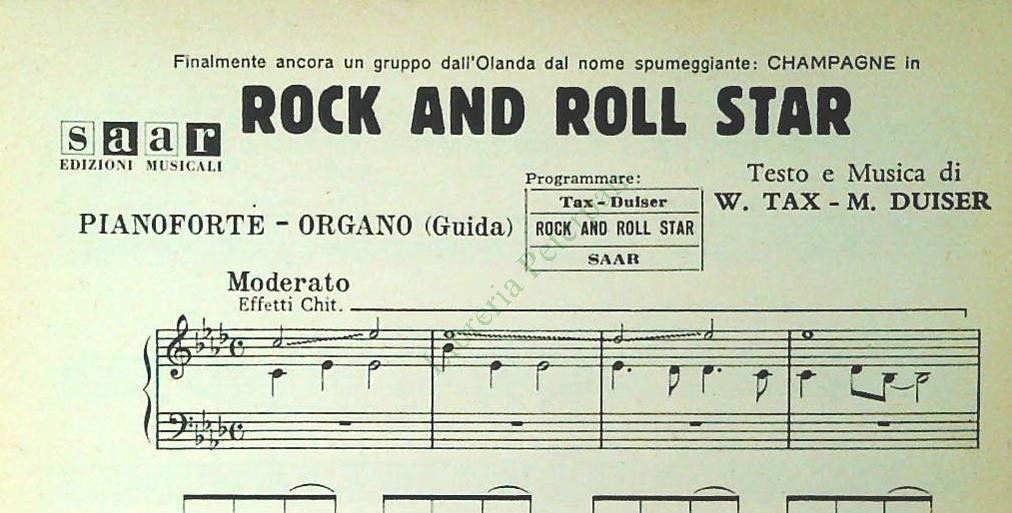 Finalmente ancora un gruppo dall'Olanda dal nome spumeggiante: CHAMPAGNE in
ROCK AND ROLL STAR
saar
EDIZIONI MUSICALI
Testo e Musica di
W. TAX - M. DUISER
Programmare:
Tax - Duiser
ROCK AND ROLL STAR
SAAR
PIANOFORTE - ORGANO (Guida)
Moderato
Effetti Chit.
Libreria